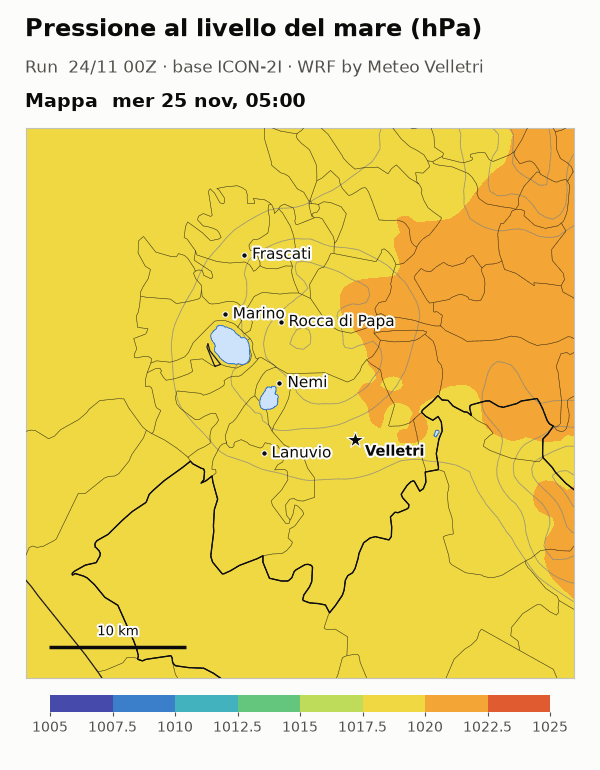 Pressione al livello del mare (hPa)
Run  24/11 00Z · base ICON-2I · WRF by Meteo Velletri
Mappa  mer 25 nov, 05:00
Frascati
Marino
Rocca di Papa
Nemi
Velletri
Lanuvio
10 km
1005 1007.5 1010 1012.5 1015 1017.5 1020 1022.5 1025